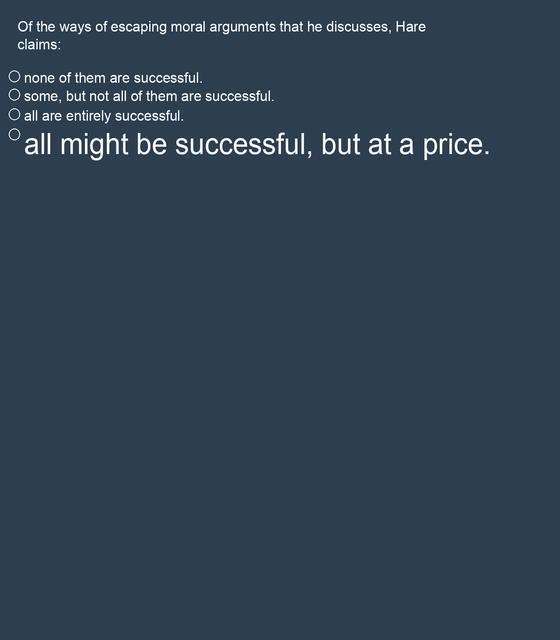 Of the ways of escaping moral arguments that he discusses, Hare
claims:
none of them are successful.
some, but not all of them are successful.
all are entirely successful.
all might be successful, but at a price.